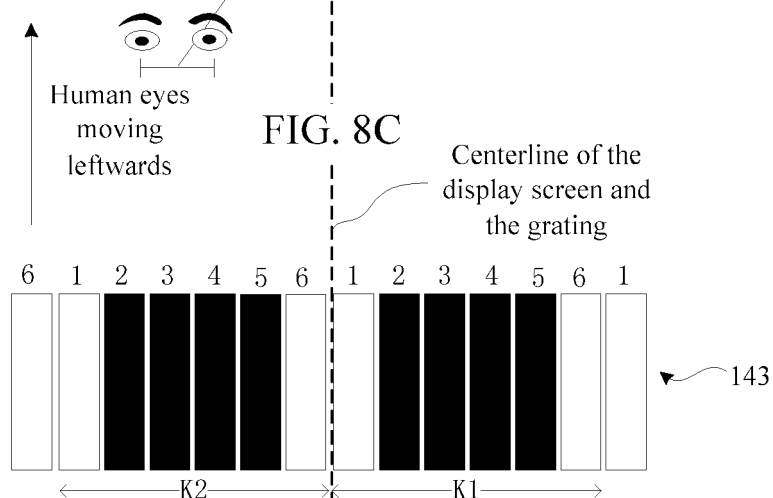 Human eyes
moving
leftwards
FIG. 8C
Centerline of the
display screen and
the grating
6 1 2 3 4 5 6 1 2 3 4 5 6 1
143
K2 K1